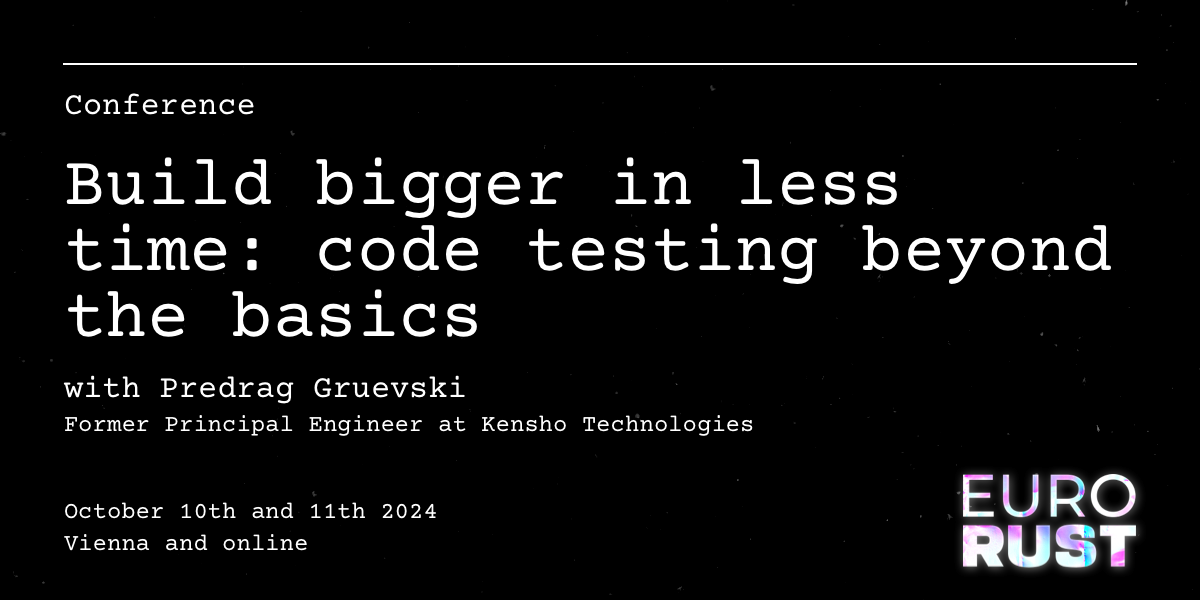 Conference
Build bigger in less
time: code testing beyond
the basics
with Predrag Gruevski
Former Principal Engineer at Kensho Technologies
October 10th and 11th 2024
Vienna and online
EURO
RUST